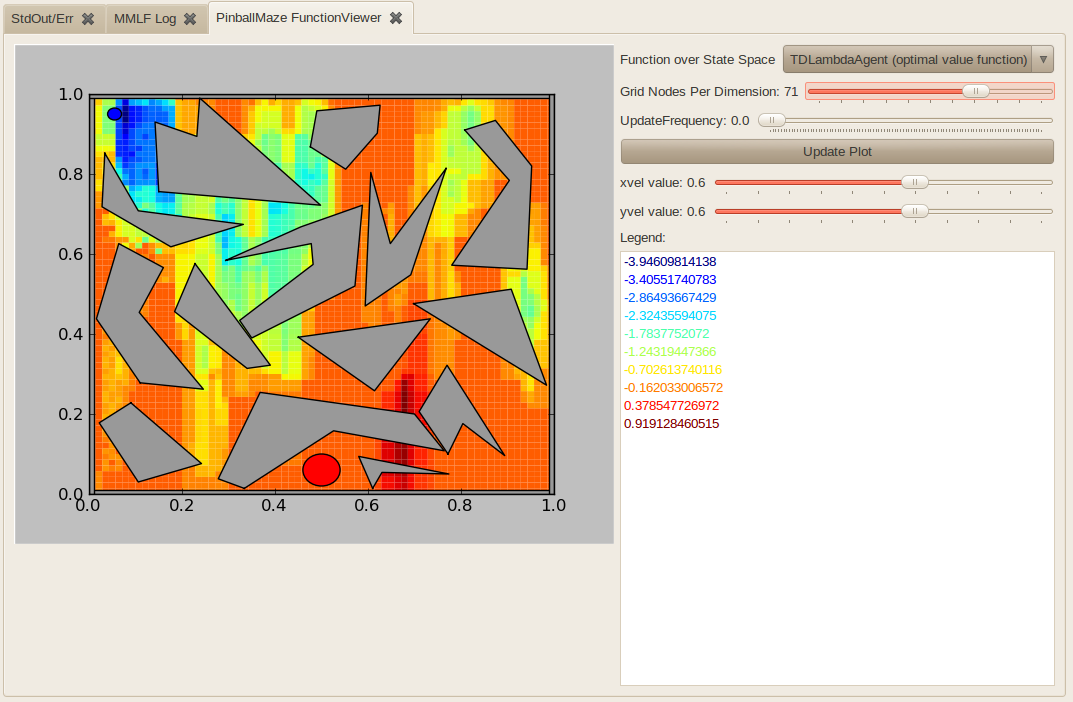 StdOut/Err MMLF Log PinballMaze FunctionViewer
Function over State Space TDLambdaAgent (optimal value function)
Grid Nodes Per Dimension: 71
UpdateFrequency: 0.0
Update Plot
xvel value: 0.6
yvel value: 0.6
Legend:
-3.94609814138
-3.40551740783
-2.86493667429
-2.32435594075
-1.7837752072
-1.24319447366
-0.702613740116
-0.162033006572
0.378547726972
0.919128460515
1.0
0.8
0.6
0.4
0.2
0.0
0.0 0.2 0.4 0.6 0.8 1.0